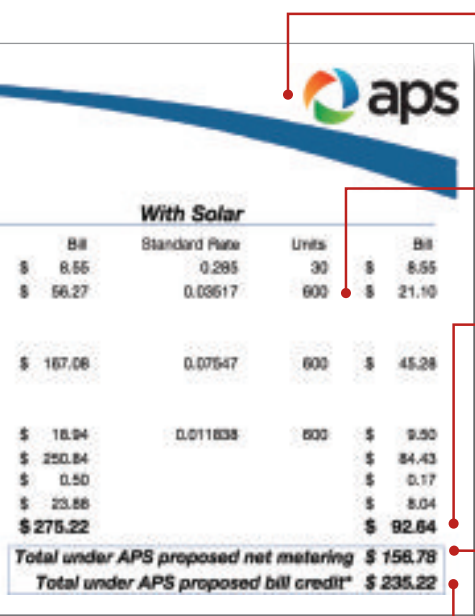 aps
With Solar
Bill Standard Rate Units Bill
$ 8.55 0.285 30 $ 8.55
$ 56.27 0.03517 600 $ 21.10
$ 167.08 0.07547 600 $ 45.28
$ 18.94 0.011838 600 $ 9.50
$ 250.84 $ 84.43
$ 0.50 $ 0.17
$ 23.88 $ 8.04
$ 275.22 $ 92.64
Total under APS proposed net metering $ 156.78
Total under APS proposed bill credit* $ 235.22